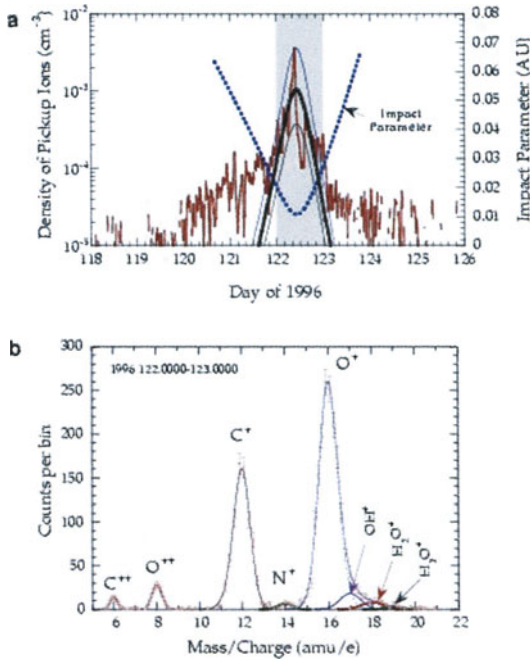 a
Density of Pickup Ions (cm⁻³)
10⁻²
10⁻³
10⁻⁴
10⁻⁵
Impact
Parameter
0.08
0.07
0.06
0.05
0.04
0.03
0.02
0.01
0
Impact Parameter (AU)
118 119 120 121 122 123 124 125 126
Day of 1996
b
Counts per bin
300
250
200
150
100
50
0
1996 122.0000-123.0000
C⁺⁺
O⁺⁺
C⁺
N⁺
O⁺
OH⁺
H₂O⁺
H₃O⁺
6 8 10 12 14 16 18 20 22
Mass/Charge (amu/e)